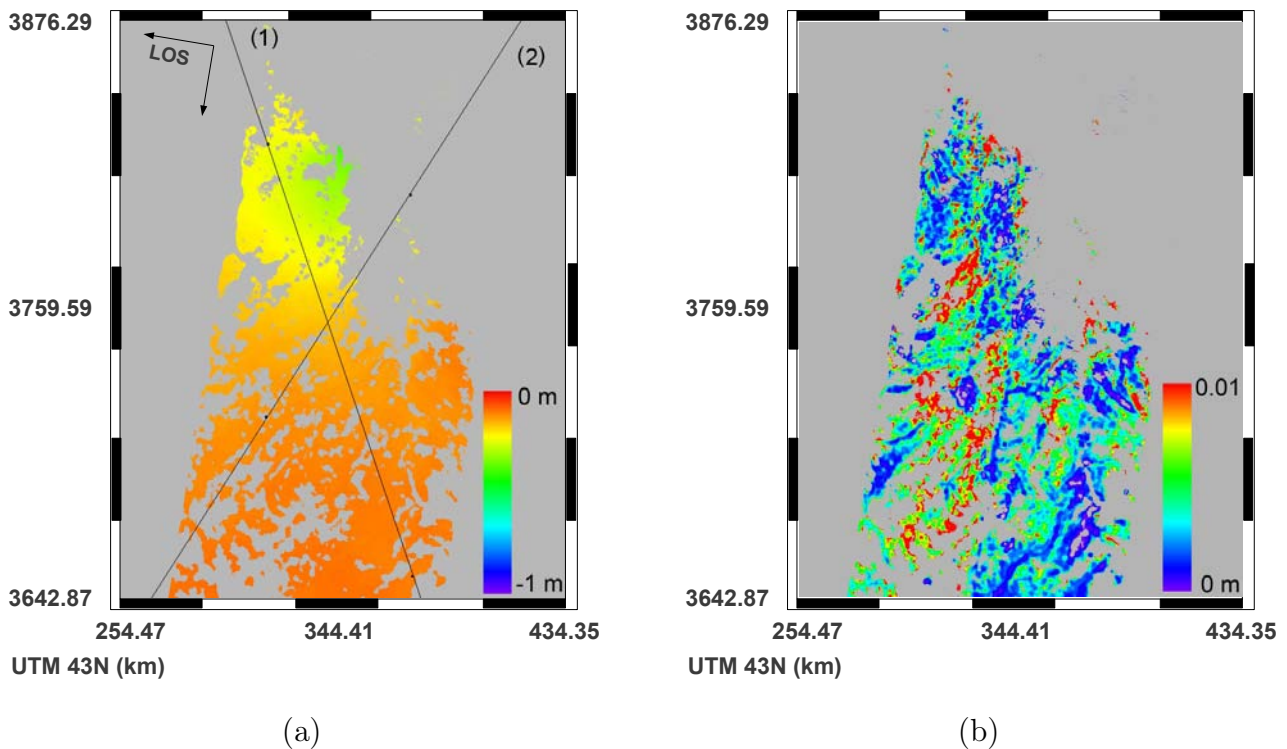 3876.29
(1)
(2)
LOS
3759.59
0 m
-1 m
3642.87
254.47 344.41 434.35
UTM 43N (km)
(a)
3876.29
3759.59
0.01
0 m
3642.87
254.47 344.41 434.35
UTM 43N (km)
(b)